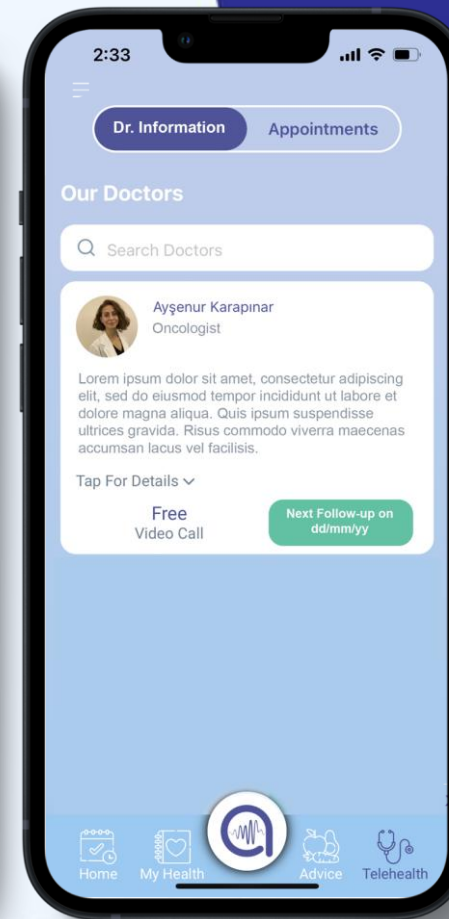 2:33
Dr. Information
Appointments
Our Doctors
Search Doctors
Ayşenur Karapınar
Oncologist
Lorem ipsum dolor sit amet, consectetur adipiscing
elit, sed do eiusmod tempor incididunt ut labore et
dolore magna aliqua. Quis ipsum suspendisse
ultrices gravida. Risus commodo viverra maecenas
accumsan lacus vel facilisis.
Tap For Details
Free
Video Call
Next Follow-up on
dd/mm/yy
Home
My Health
Advice
Telehealth